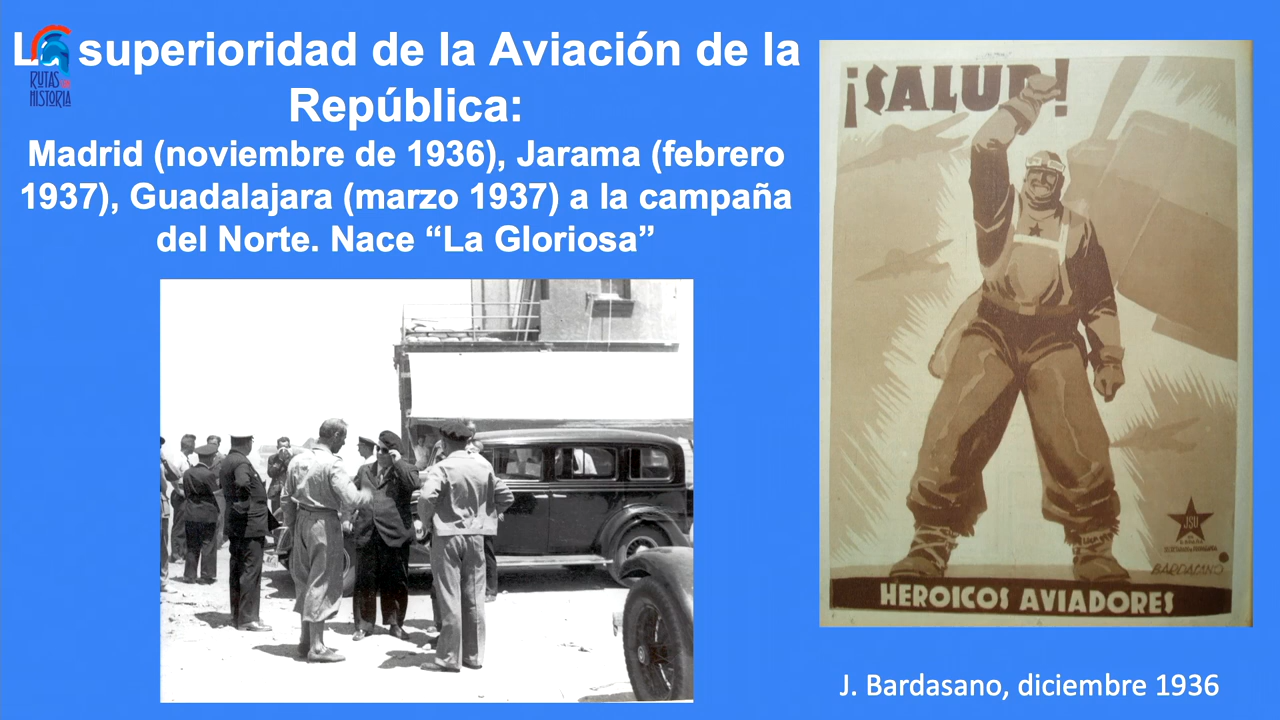 La superioridad de la Aviación de la
República:
Madrid (noviembre de 1936), Jarama (febrero
1937), Guadalajara (marzo 1937) a la campaña
del Norte. Nace “La Gloriosa”
RUTAS
HISTORIA
¡SALUD!
JSU
BARDASANO
HEROICOS AVIADORES
J. Bardasano, diciembre 1936